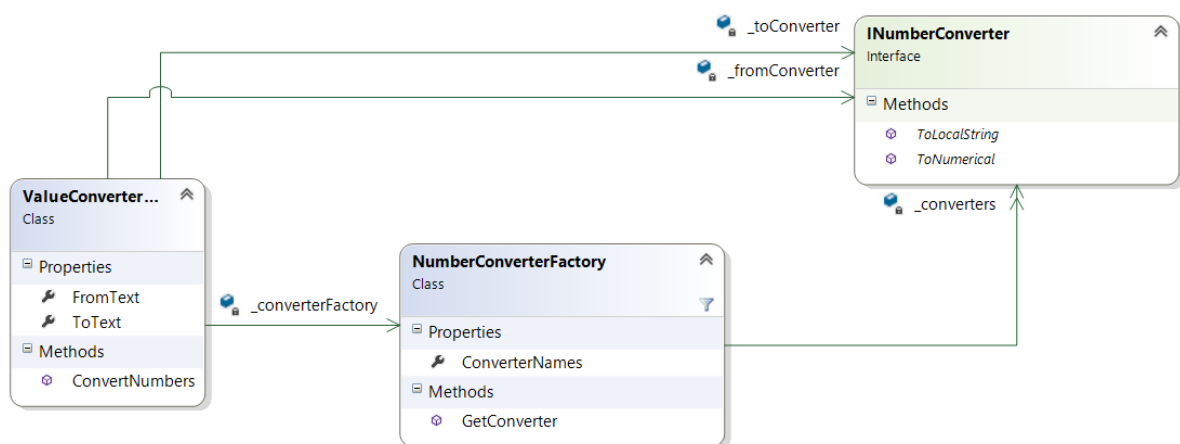 _toConverter
_fromConverter
INumberConverter
Interface
Methods
ToLocalString
ToNumerical
_converters
ValueConverter...
Class
Properties
FromText
ToText
Methods
ConvertNumbers
_converterFactory
NumberConverterFactory
Class
Properties
ConverterNames
Methods
GetConverter